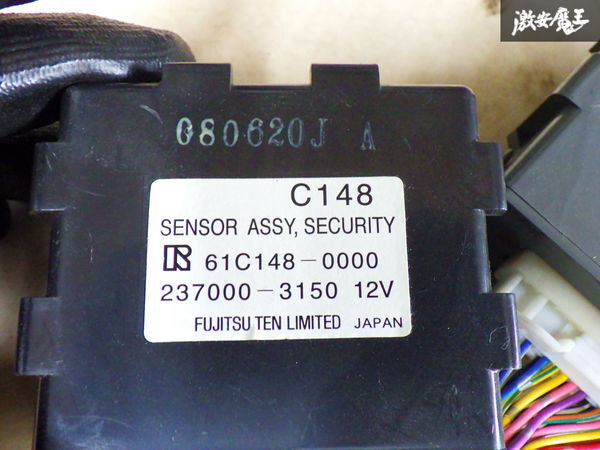 激安魔王
080620J A
C148
SENSOR ASSY, SECURITY
R 61C148-0000
237000-3150 12V
FUJITSU TEN LIMITED JAPAN